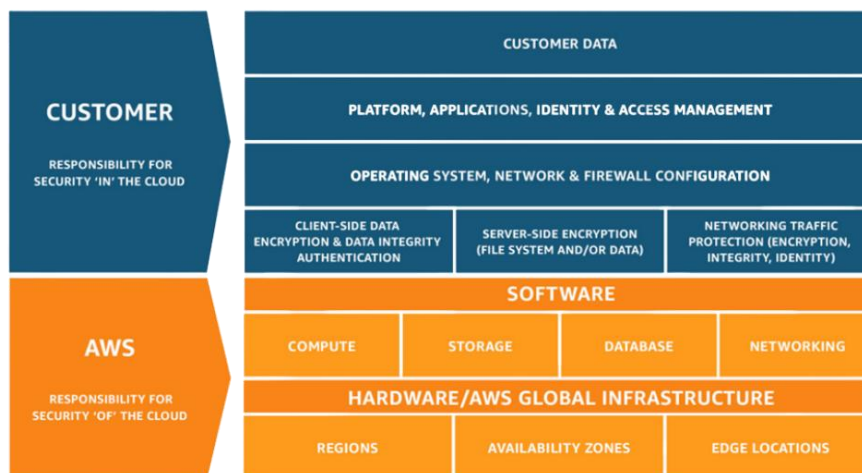 CUSTOMER DATA
CUSTOMER
PLATFORM, APPLICATIONS, IDENTITY & ACCESS MANAGEMENT
RESPONSIBILITY FOR
SECURITY 'IN' THE CLOUD
OPERATING SYSTEM, NETWORK & FIREWALL CONFIGURATION
CLIENT-SIDE DATA
ENCRYPTION & DATA INTEGRITY
AUTHENTICATION
SERVER-SIDE ENCRYPTION
(FILE SYSTEM AND/OR DATA)
NETWORKING TRAFFIC
PROTECTION (ENCRYPTION,
INTEGRITY, IDENTITY)
AWS
RESPONSIBILITY FOR
SECURITY 'OF' THE CLOUD
SOFTWARE
COMPUTE
STORAGE
DATABASE
NETWORKING
HARDWARE/AWS GLOBAL INFRASTRUCTURE
REGIONS
AVAILABILITY ZONES
EDGE LOCATIONS